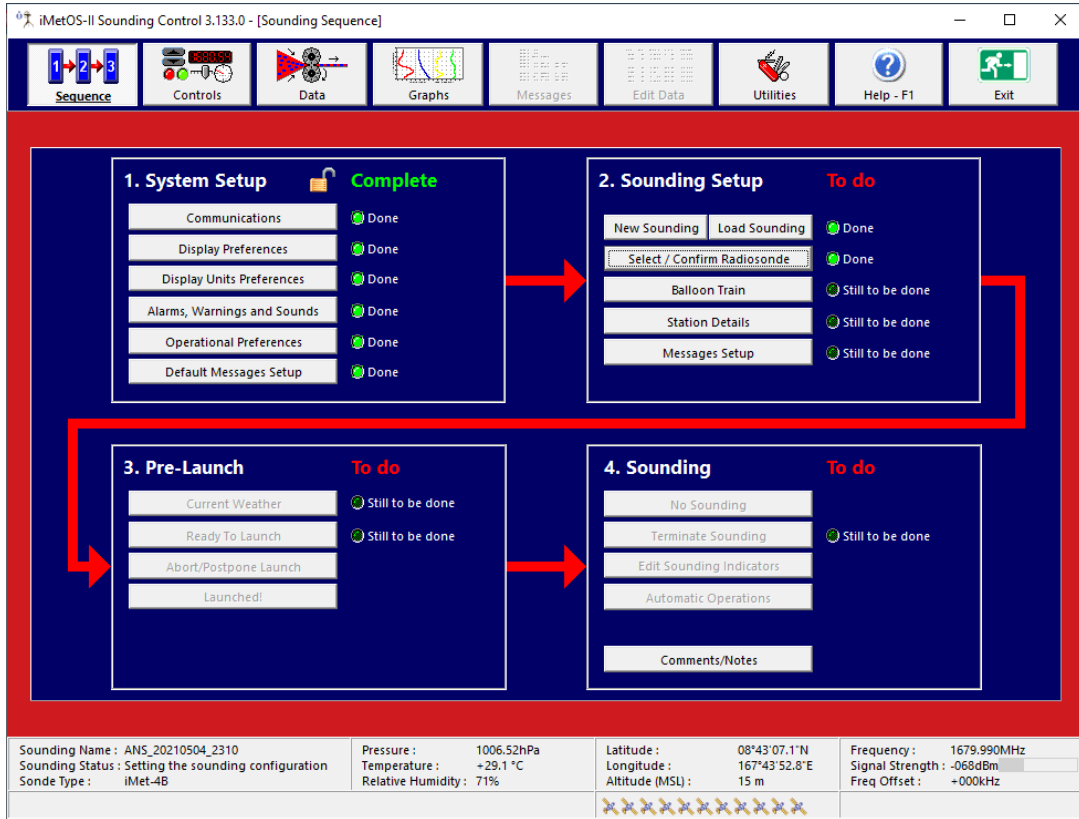 iMetOS-II Sounding Control 3.133.0 - [Sounding Sequence]
1 2 3
Sequence
Controls
Data
Graphs
Messages
Edit Data
Utilities
Help - F1
Exit
1. System Setup Complete
Communications Done
Display Preferences Done
Display Units Preferences Done
Alarms, Warnings and Sounds Done
Operational Preferences Done
Default Messages Setup Done
2. Sounding Setup To do
New Sounding Load Sounding Done
Select / Confirm Radiosonde Done
Balloon Train Still to be done
Station Details Still to be done
Messages Setup Still to be done
3. Pre-Launch To do
Current Weather Still to be done
Ready To Launch Still to be done
Abort/Postpone Launch
Launched!
4. Sounding To do
No Sounding
Terminate Sounding Still to be done
Edit Sounding Indicators
Automatic Operations
Comments/Notes
Sounding Name : ANS_20210504_2310
Sounding Status : Setting the sounding configuration
Sonde Type : iMet-4B
Pressure : 1006.52hPa
Temperature : +29.1 °C
Relative Humidity : 71%
Latitude : 08°43'07.1"N
Longitude : 167°43'52.8"E
Altitude (MSL) : 15 m
Frequency : 1679.990MHz
Signal Strength : -068dBm
Freq Offset : +000kHz